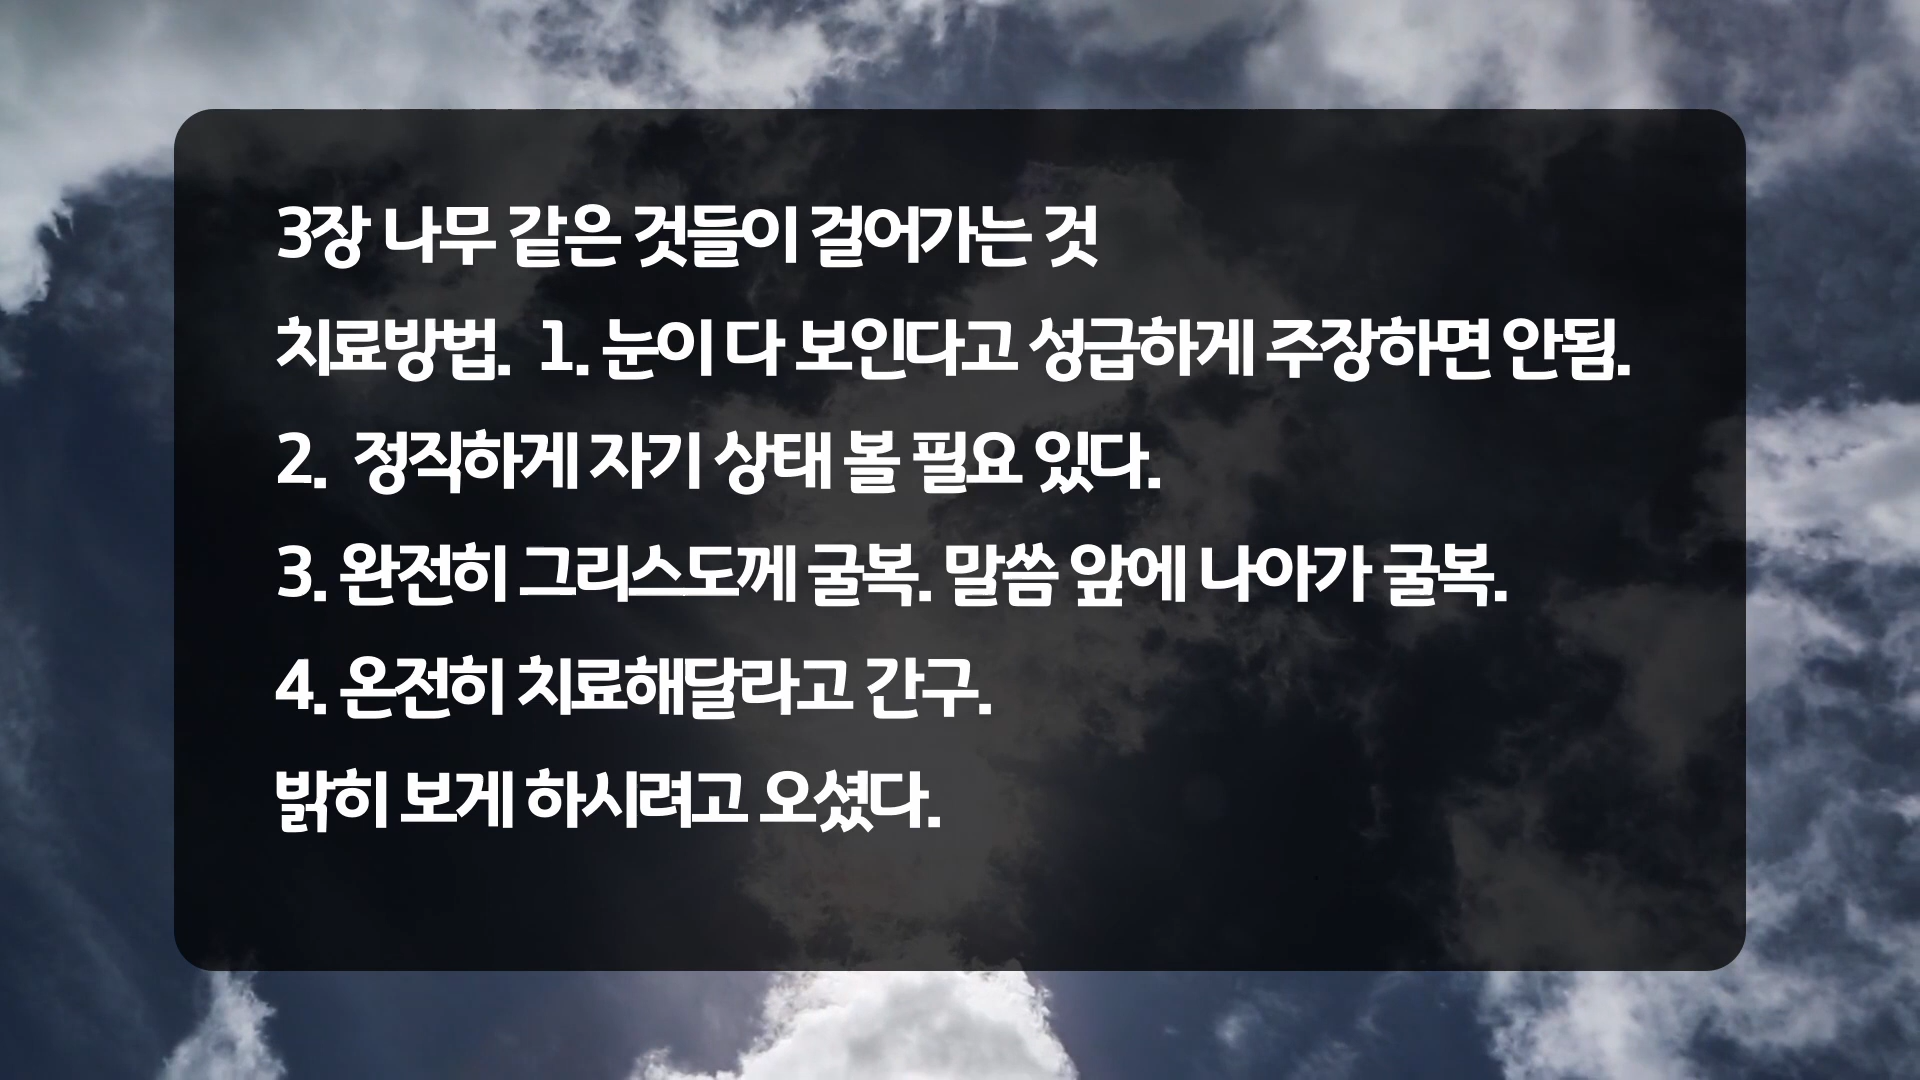 3장 나무 같은 것들이 걸어가는 것
치료방법. 1. 눈이 다 보인다고 성급하게 주장하면 안됨.
2. 정직하게 자기 상태 볼 필요 있다.
3. 완전히 그리스도께 굴복. 말씀 앞에 나아가 굴복.
4. 온전히 치료해달라고 간구.
밝히 보게 하시려고 오셨다.